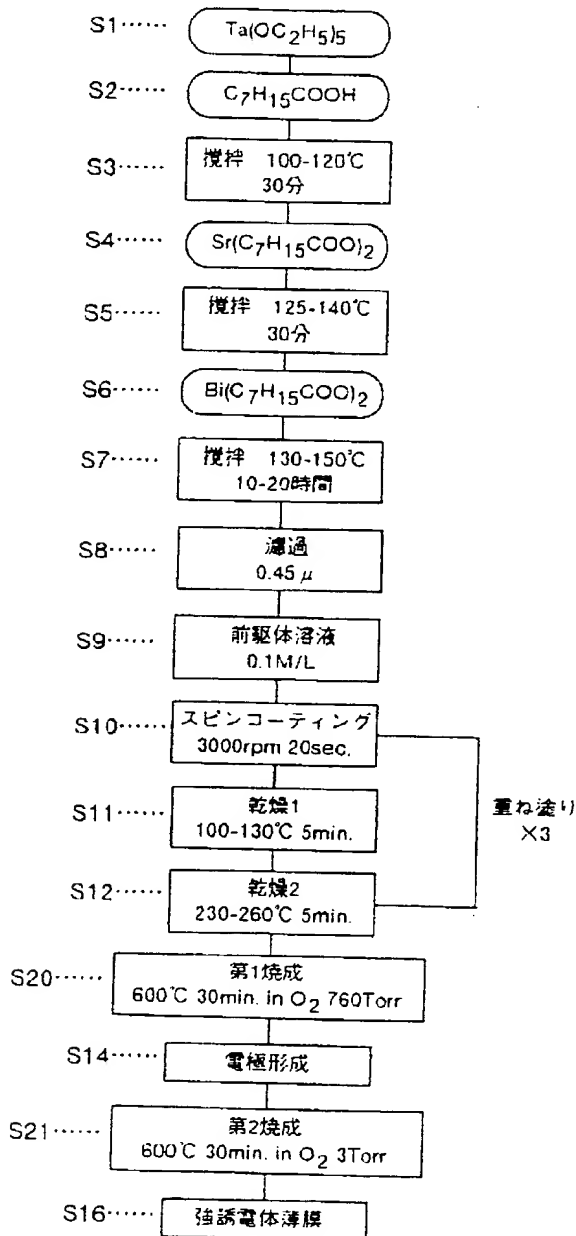 S1…… Ta(OC2H5)5
S2…… C7H15COOH
S3…… 攪拌 100-120℃
30分
S4…… Sr(C7H15COO)2
S5…… 攪拌 125-140℃
30分
S6…… Bi(C7H15COO)2
S7…… 攪拌 130-150℃
10-20時間
S8…… 濾過
0.45μ
S9…… 前駆体溶液
0.1M/L
S10…… スピンコーティング
3000rpm 20sec.
S11…… 乾燥1
100-130℃ 5min.
重ね塗り
×3
S12…… 乾燥2
230-260℃ 5min.
S20…… 第1焼成
600℃ 30min. in O2 760Torr
S14…… 電極形成
S21…… 第2焼成
600℃ 30min. in O2 3Torr
S16…… 強誘電体薄膜